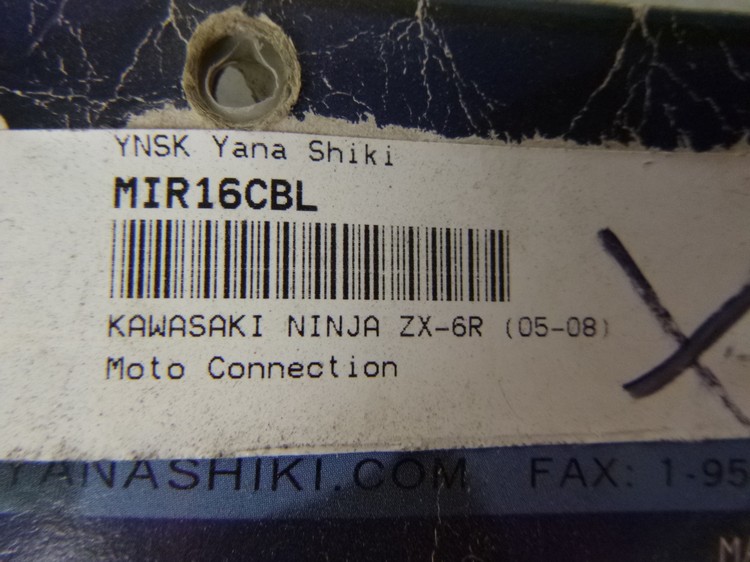 YNSK Yana Shiki
MIR16CBL
KAWASAKI NINJA ZX-6R (05-08)
Moto Connection
YANASHIKI.COM FAX: 1-95